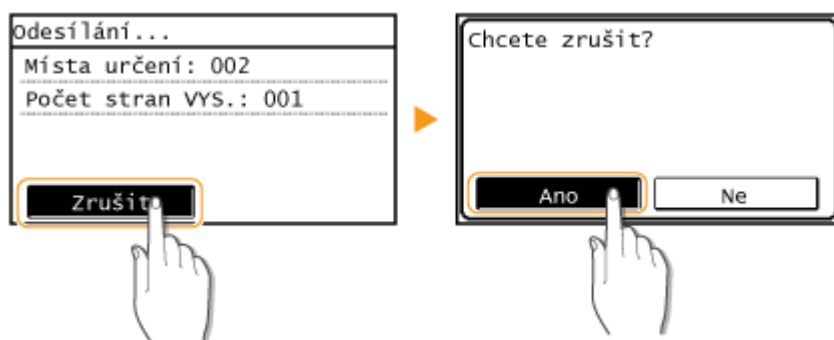 Odesílání...
Místa určení: 002
Počet stran VYS.: 001
Zrušit
Chcete zrušit?
Ano
Ne